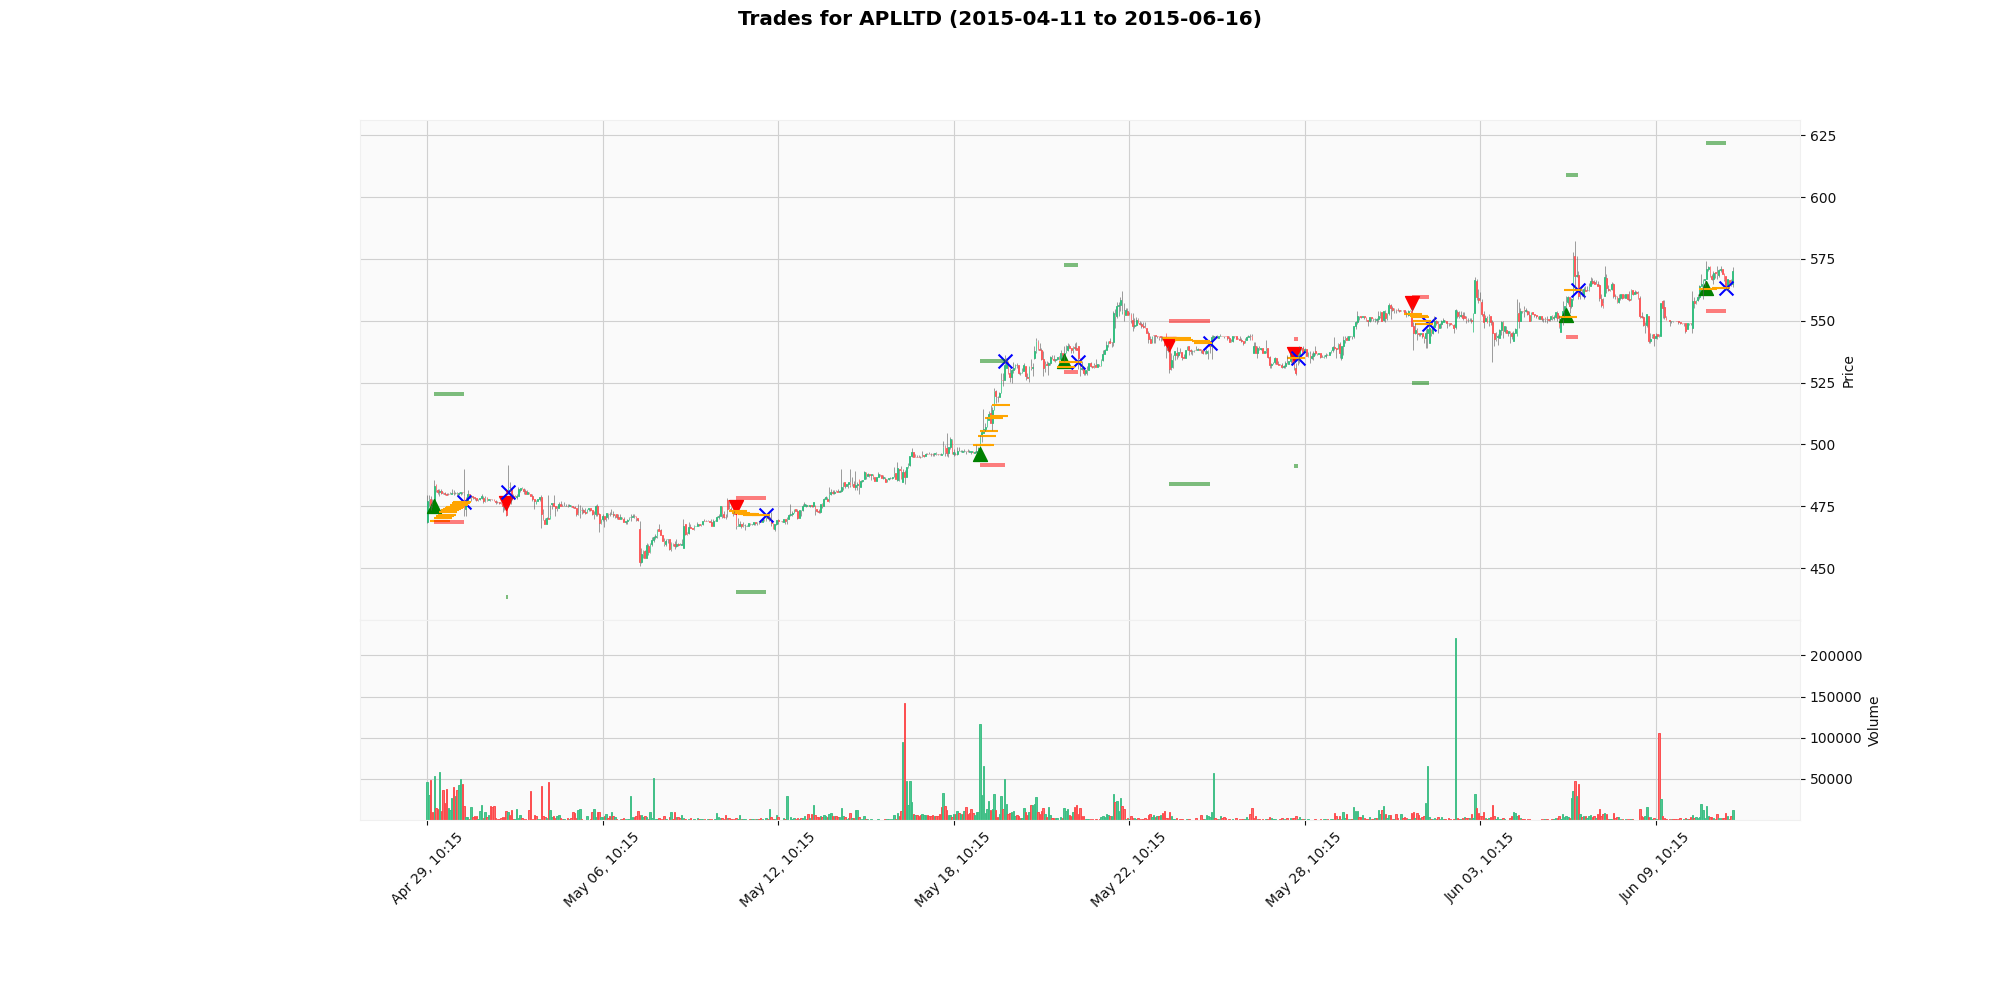 Trades for APLLTD (2015-04-11 to 2015-06-16)
625
600
575
550
525
500
475
450
Price
200000
150000
100000
50000
Volume
Apr 29, 10:15
May 06, 10:15
May 12, 10:15
May 18, 10:15
May 22, 10:15
May 28, 10:15
Jun 03, 10:15
Jun 09, 10:15